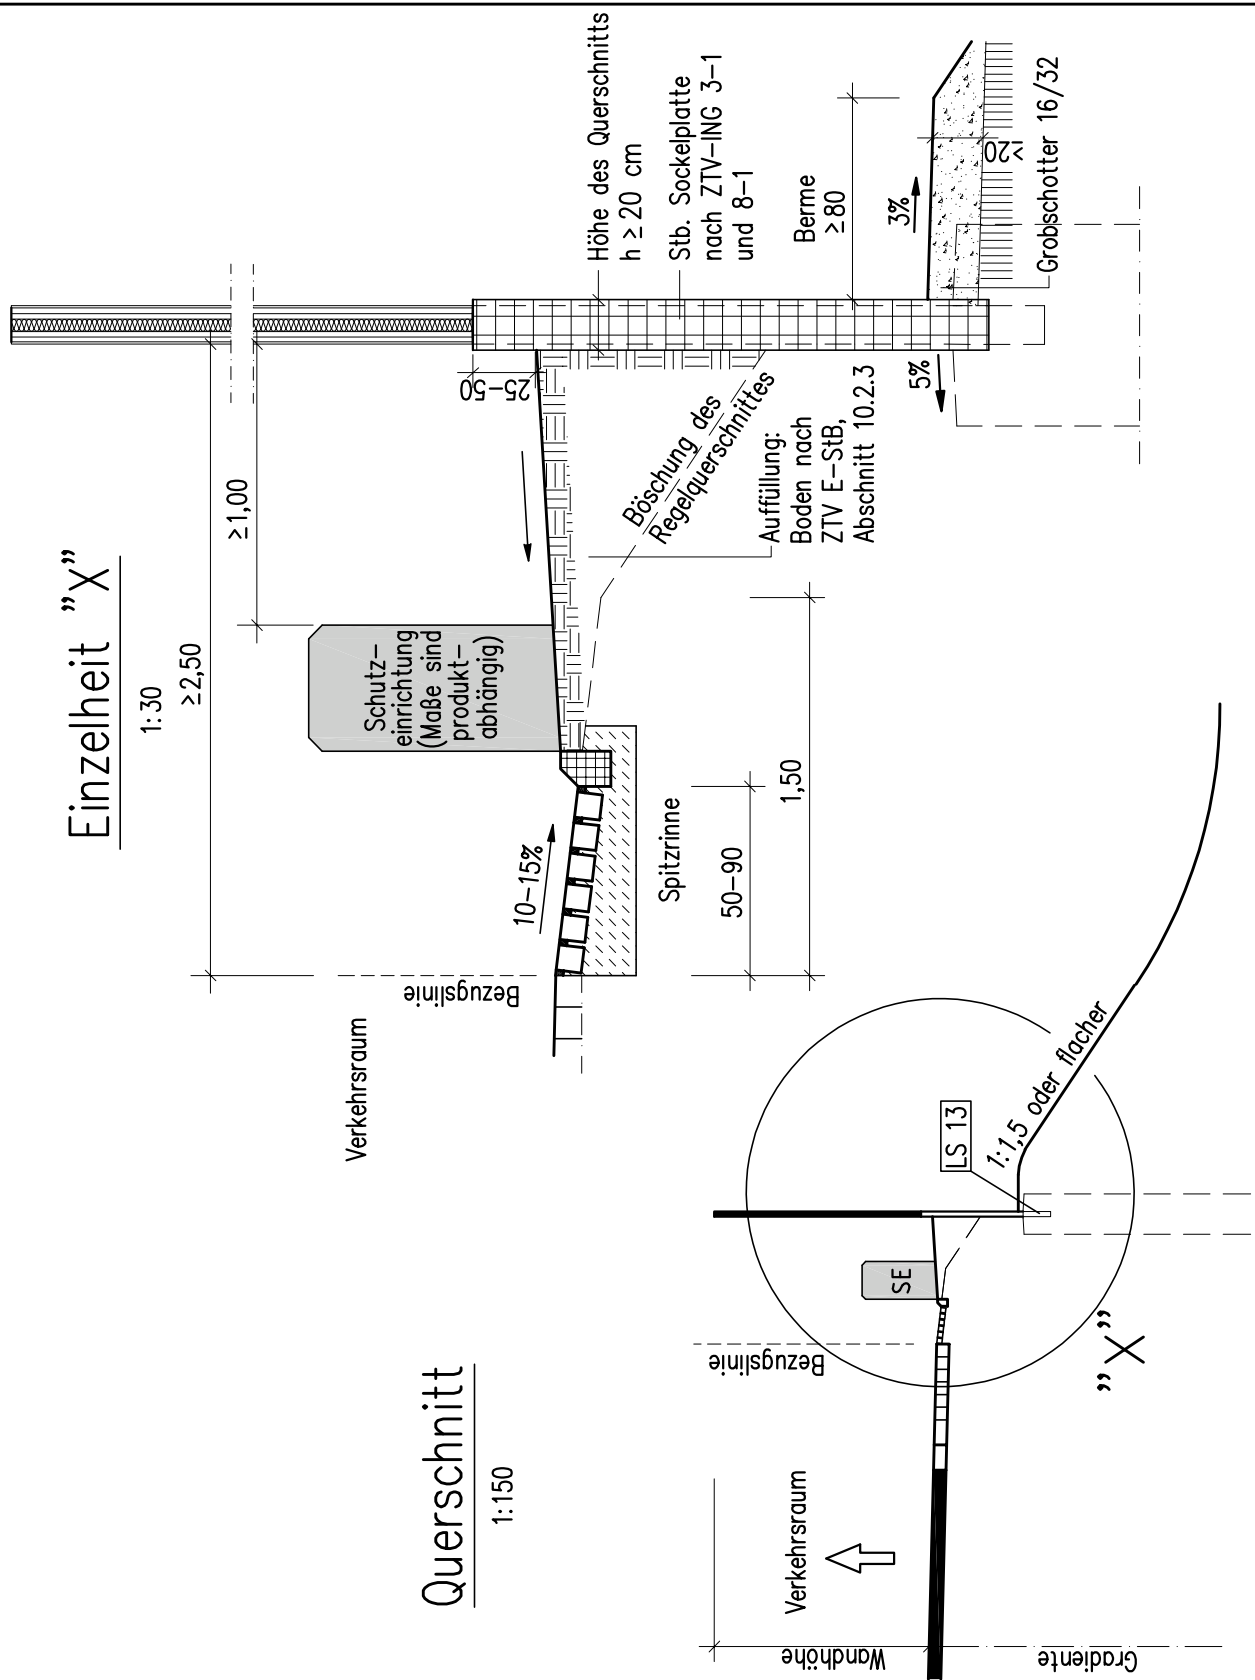 Einzelheit ”X”
1:30
≥2,50
≥1,00
25-50
Höhe des Querschnitts
h ≥ 20 cm
Stb. Sockelplatte
nach ZTV-ING 3-1
und 8-1
Berme
≥80
3%
≥20
Grobschotter 16/32
5%
Schutz-
einrichtung
(Maße sind
produkt-
abhängig)
Böschung des
Regelquerschnittes
Auffüllung:
Boden nach
ZTV E-StB,
Abschnitt 10.2.3
10-15%
Spitzrinne
50-90
1,50
Bezugslinie
Verkehrsraum
Querschnitt
1:150
Verkehrsraum
Wandhöhe
Gradiente
Bezugslinie
SE
LS 13
1:1,5 oder flacher
”X”